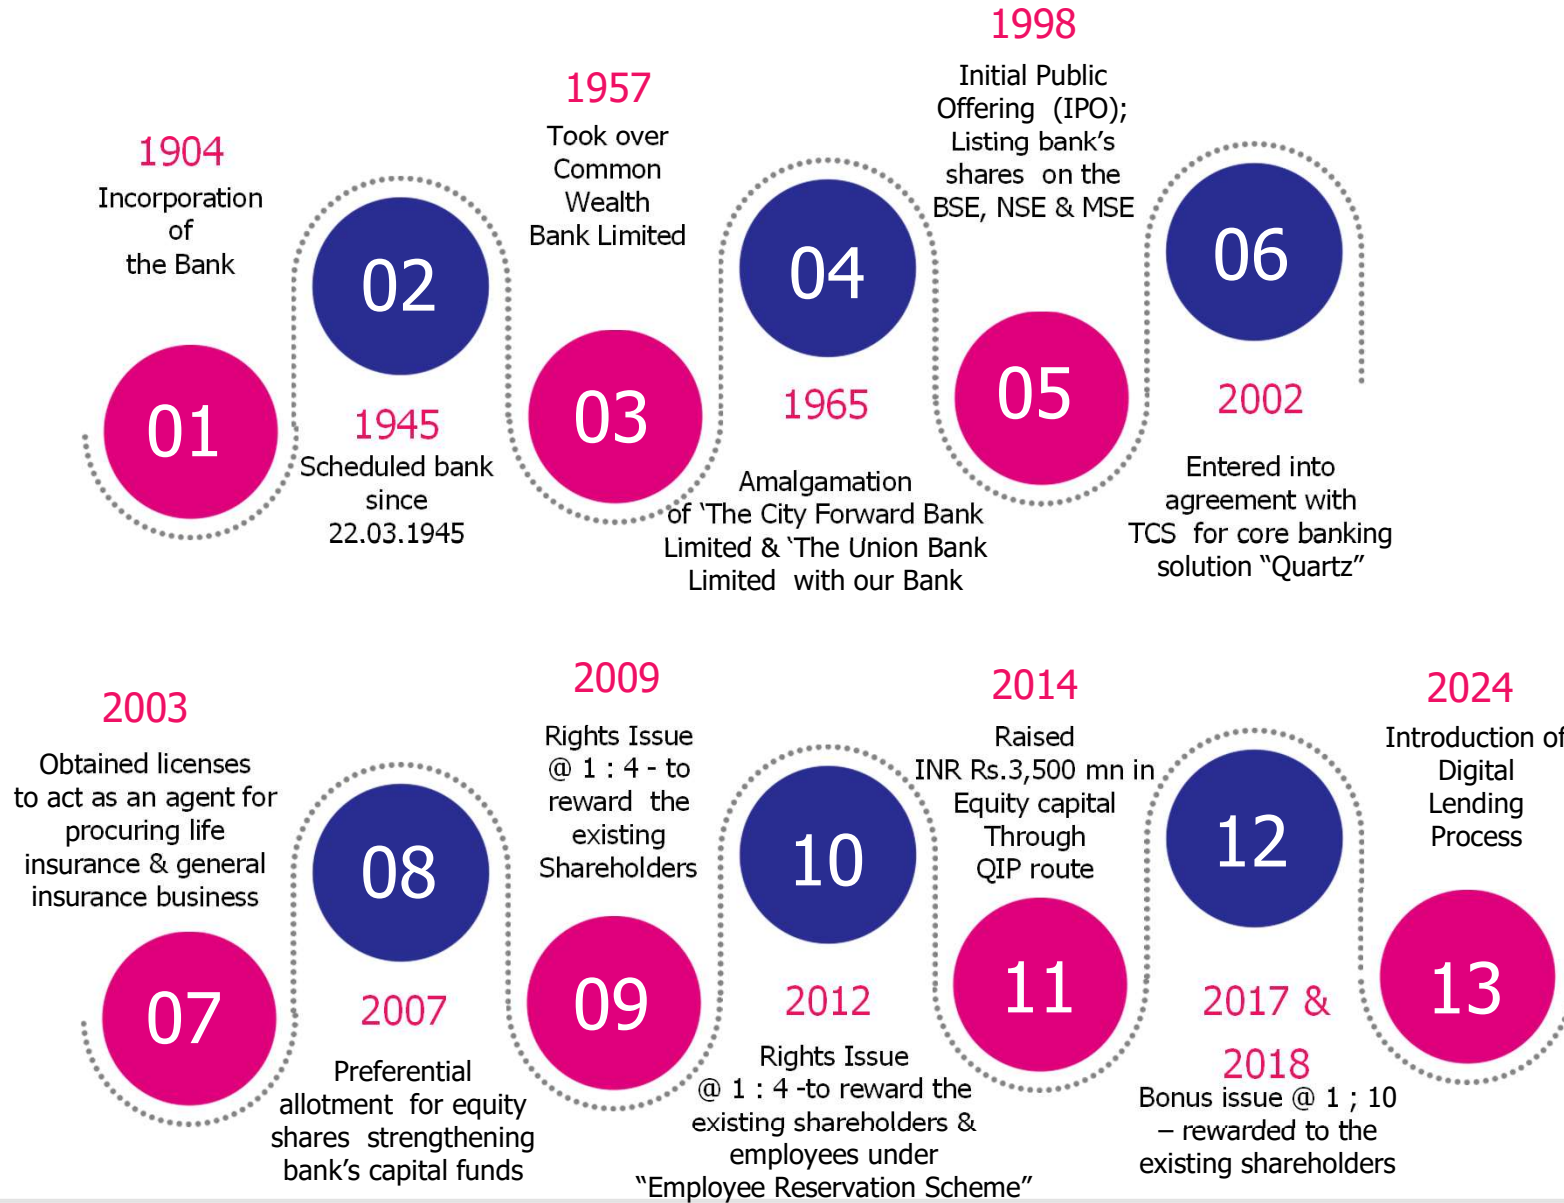 1904
Incorporation
of
the Bank
01
02
1945
Scheduled bank
since
22.03.1945
1957
Took over
Common
Wealth
Bank Limited
03
04
1965
Amalgamation
of ‘The City Forward Bank
Limited & ‘The Union Bank
Limited with our Bank
1998
Initial Public
Offering (IPO);
Listing bank’s
shares on the
BSE, NSE & MSE
05
06
2002
Entered into
agreement with
TCS for core banking
solution “Quartz”
2003
Obtained licenses
to act as an agent for
procuring life
insurance & general
insurance business
07
08
2007
Preferential
allotment for equity
shares strengthening
bank’s capital funds
2009
Rights Issue
@ 1 : 4 - to
reward the
existing
Shareholders
09
10
2012
Rights Issue
@ 1 : 4 -to reward the
existing shareholders &
employees under
“Employee Reservation Scheme”
2014
Raised
INR Rs.3,500 mn in
Equity capital
Through
QIP route
11
12
2017 &
2018
Bonus issue @ 1 ; 10
– rewarded to the
existing shareholders
2024
Introduction of
Digital
Lending
Process
13